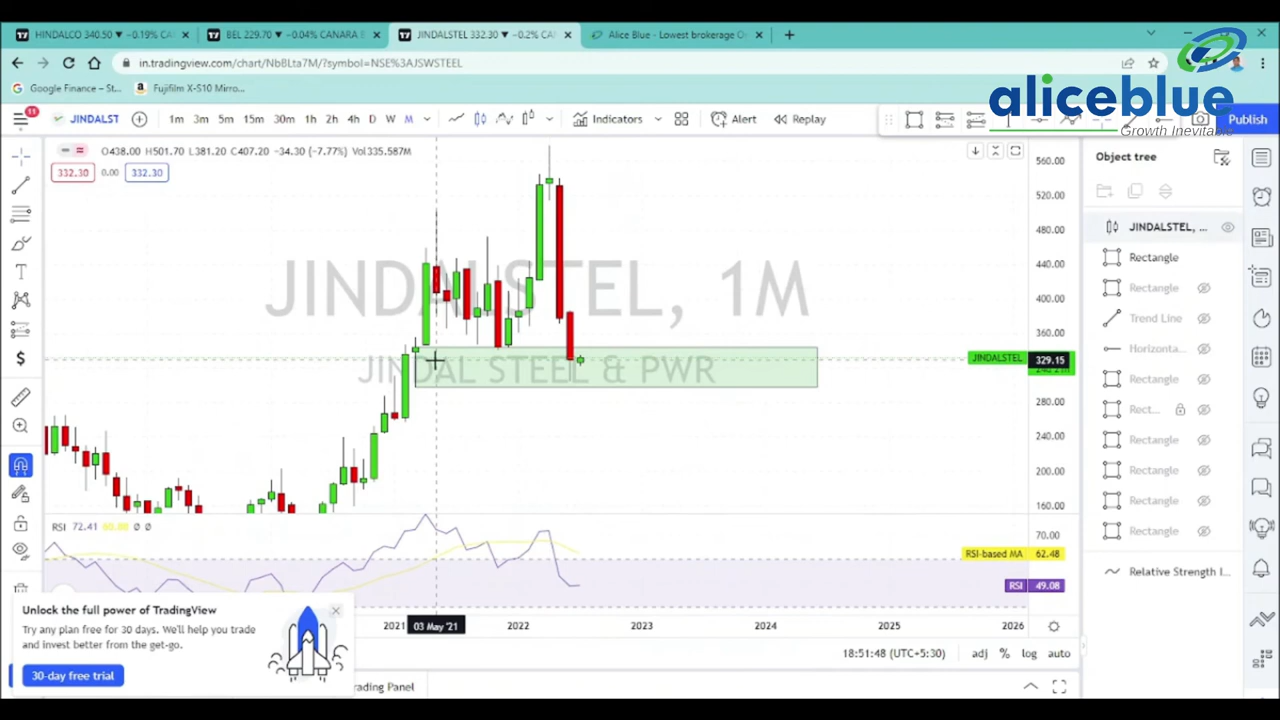 HINDALCO 340.50 ▼ −0.19% CA
BEL 229.70 ▼ −0.04% CANARA
JINDALSTEL 332.30 ▼ −0.2% CA
Alice Blue - Lowest brokerage O
in.tradingview.com/chart/NbBLta7M/?symbol=NSE%3AJSWSTEEL
Google Finance – St...
Fujifilm X-S10 Mirro...
aliceblue
Growth Inevitable
11
JINDALST
1m 3m 5m 15m 30m 1h 2h 4h D W M
Indicators
Alert
Replay
Publish
O438.00 H501.70 L381.20 C407.20 −34.30 (−7.77%) Vol335.587M
332.30 0.00 332.30
JINDALSTEL, 1M
JINDAL STEEL & PWR
560.00
520.00
480.00
440.00
400.00
360.00
JINDALSTEL 329.15
280.00
240.00
200.00
160.00
RSI 72.41 60.88 Ø Ø
70.00
RSI-based MA 62.48
RSI 49.08
2021 03 May '21 2022 2023 2024 2025 2026
18:51:48 (UTC+5:30) adj % log auto
rading Panel
Object tree
JINDALSTEL, ...
Rectangle
Rectangle
Trend Line
Horizonta...
Rectangle
Rect...
Rectangle
Rectangle
Rectangle
Rectangle
Relative Strength I...
Unlock the full power of TradingView
Try any plan free for 30 days. We'll help you trade
and invest better from the get-go.
30-day free trial